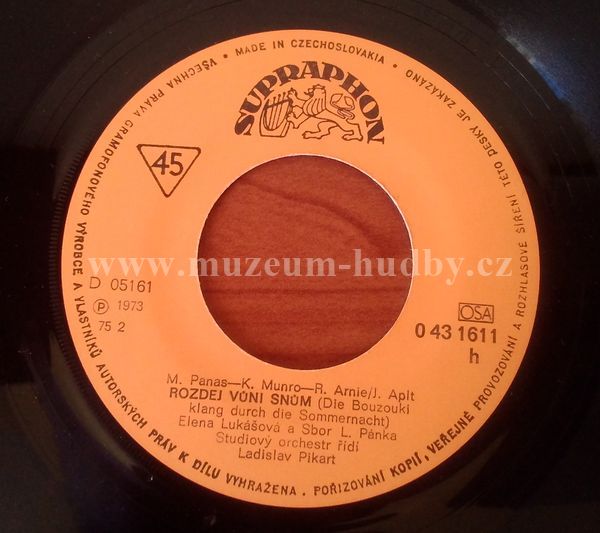 VŠECHNA PRÁVA GRAMOFONOVÉHO VÝROBCE A VLASTNÍKŮ AUTORSKÝCH PRÁV K DÍLU VYHRAŽENA · POŘIZOVÁNÍ KOPIÍ, VEŘEJNÉ PROVOZOVÁNÍ A ROZHLASOVÉ ŠÍŘENÍ TÉTO DESKY JE ZAKÁZÁNO
• MADE IN CZECHOSLOVAKIA •
SUPRAPHON
45
www.muzeum-hudby.cz
D 05161
Ⓟ 1973
75 2
OSA
0 43 1611
h
M. Panas—K. Munro—R. Arnie/J. Aplt
ROZDEJ VŮNI SNŮM (Die Bouzouki
klang durch die Sommernacht)
Elena Lukášová a Sbor L. Pánka
Studiový orchestr řídí
Ladislav Pikart